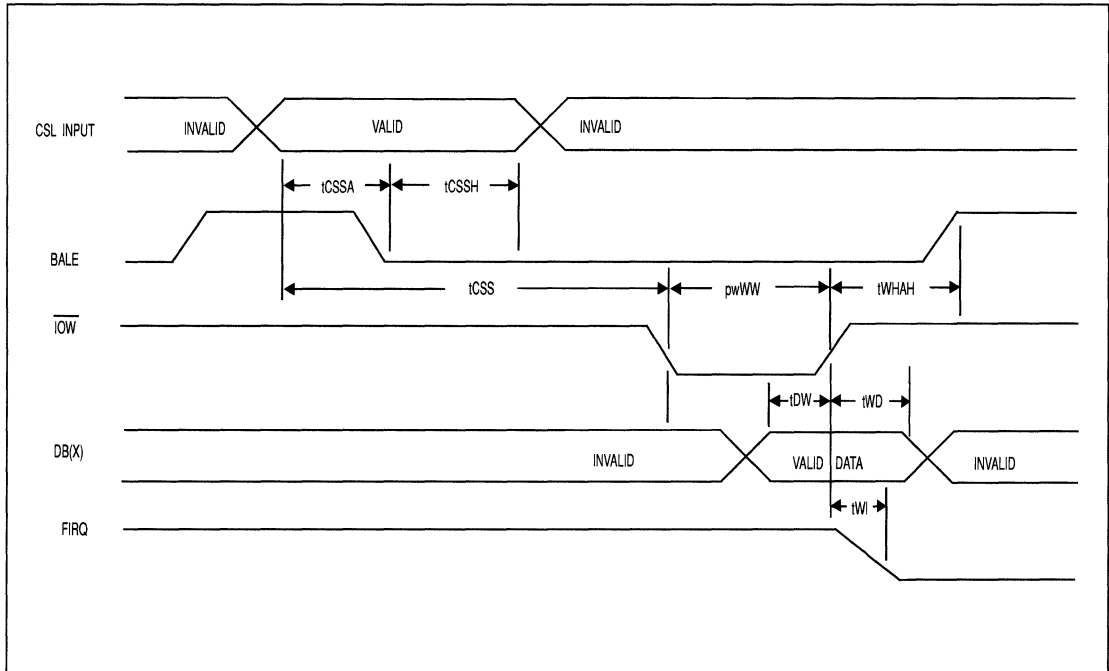 CSL INPUT INVALID VALID INVALID
tCSSA tCSSH
BALE
tCSS pwWW tWHAH
IOW
tDW tWD
DB(X) INVALID VALID DATA INVALID
tWI
FIRQ